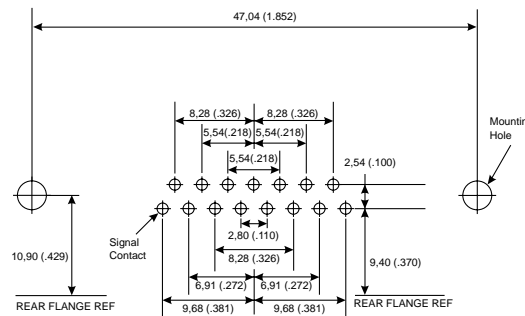 47,04 (1.852)
8,28 (.326)
8,28 (.326)
5,54(.218)
5,54(.218)
5,54(.218)
2,54 (.100)
Mountin
Hole
Signal
Contact
2,80 (.110)
8,28 (.326)
10,90 (.429)
9,40 (.370)
6,91 (.272)
6,91 (.272)
REAR FLANGE REF
REAR FLANGE REF
9,68 (.381)
9,68 (.381)